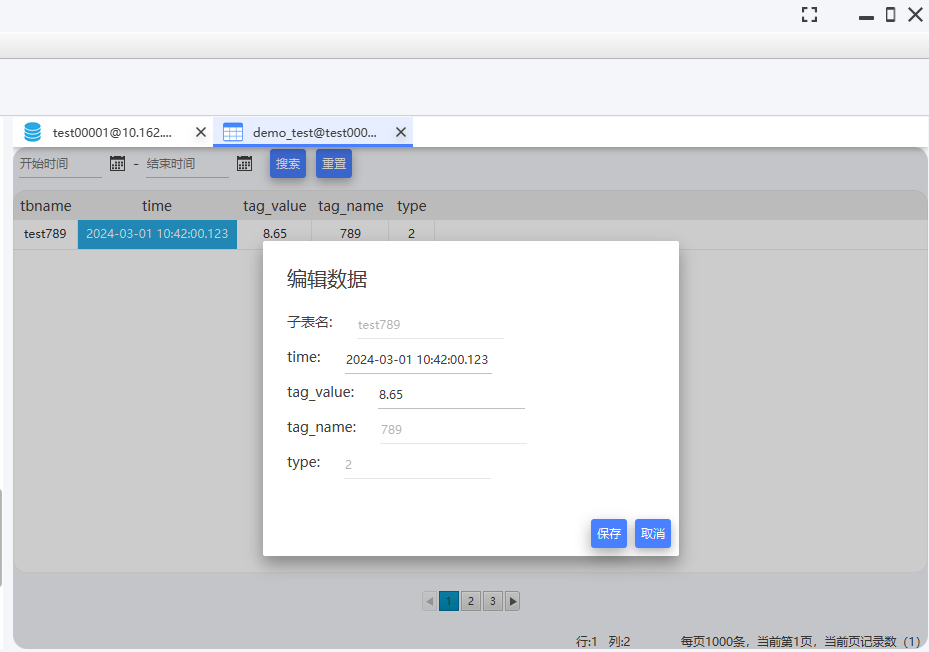 test00001@10.162.... demo_test@test000...
开始时间 - 结束时间 搜索 重置
tbname time tag_value tag_name type
test789 2024-03-01 10:42:00.123 8.65 789 2
编辑数据
子表名: test789
time: 2024-03-01 10:42:00.123
tag_value: 8.65
tag_name: 789
type: 2
保存 取消
1 2 3
行:1 列:2 每页1000条，当前第1页，当前页记录数（1）